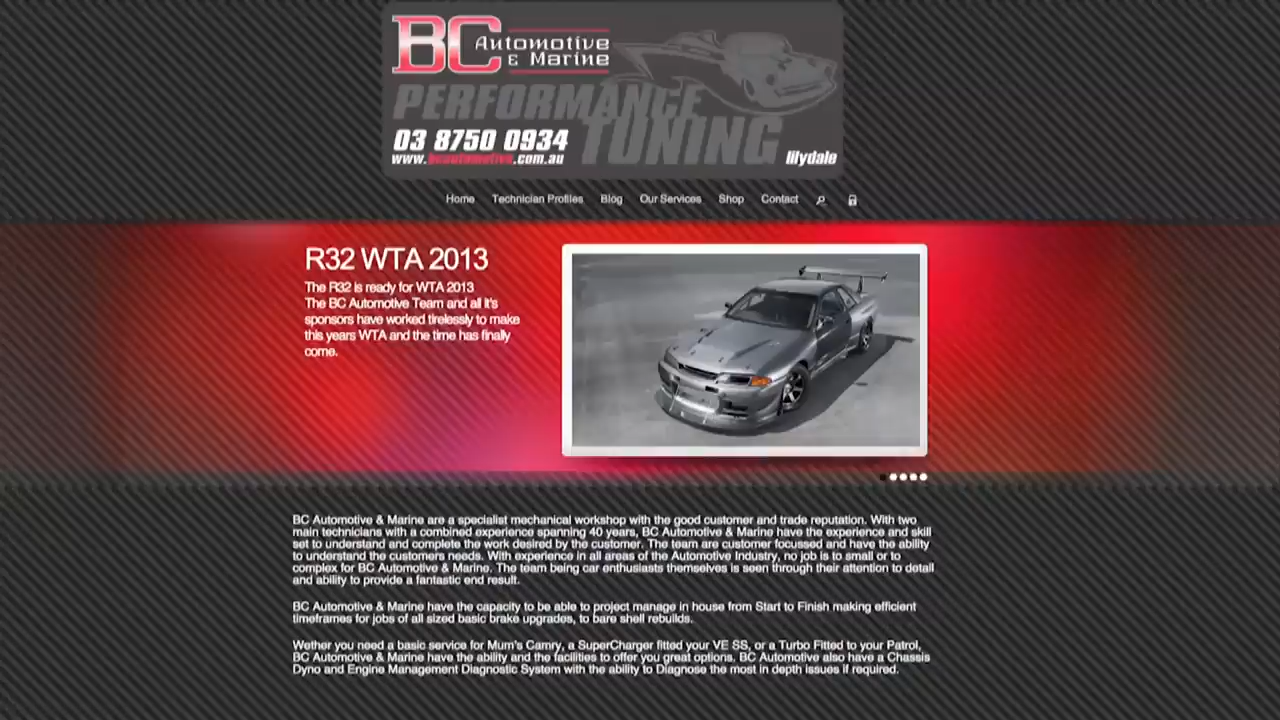 BC Automotive
& Marine
PERFORMANCE
TUNING
03 8750 0934
www.bcautomotive.com.au
lilydale
Home Technician Profiles Blog Our Services Shop Contact
R32 WTA 2013
The R32 is ready for WTA 2013
The BC Automotive Team and all it's
sponsors have worked tirelessly to make
this years WTA and the time has finally
come.
BC Automotive & Marine are a specialist mechanical workshop with the good customer and trade reputation. With two
main technicians with a combined experience spanning 40 years, BC Automotive & Marine have the experience and skill
set to understand and complete the work desired by the customer. The team are customer focussed and have the ability
to understand the customers needs. With experience in all areas of the Automotive Industry, no job is to small or to
complex for BC Automotive & Marine. The team being car enthusiasts themselves is seen through their attention to detail
and ability to provide a fantastic end result.
BC Automotive & Marine have the capacity to be able to project manage in house from Start to Finish making efficient
timeframes for jobs of all sized basic brake upgrades, to bare shell rebuilds.
Wether you need a basic service for Mum's Camry, a SuperCharger fitted your VE SS, or a Turbo Fitted to your Patrol,
BC Automotive & Marine have the ability and the facilities to offer you great options. BC Automotive also have a Chassis
Dyno and Engine Management Diagnostic System with the ability to Diagnose the most in depth issues if required.